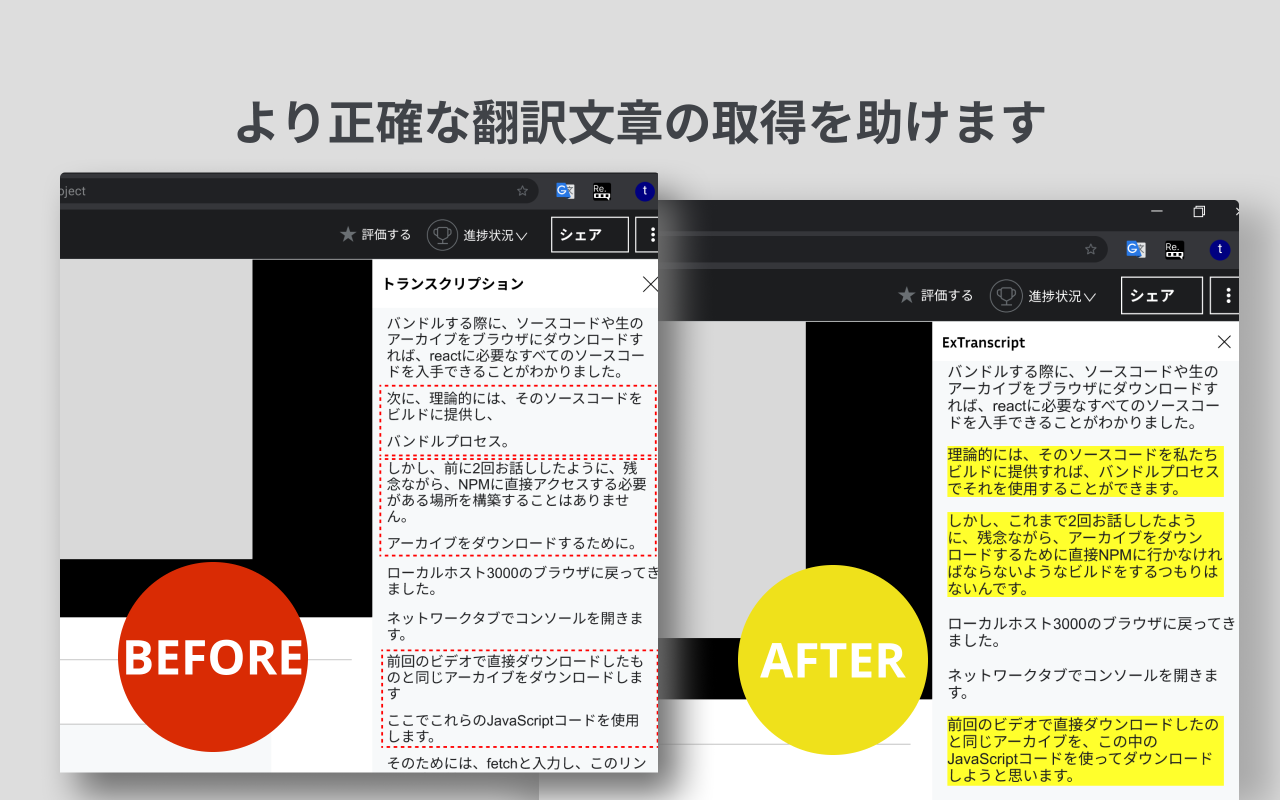 より正確な翻訳文章の取得を助けます
oject
Re.
t
評価する
進捗状況
シェア
トランスクリプション
バンドルする際に、ソースコードや生の
アーカイブをブラウザにダウンロードす
れば、reactに必要なすべてのソースコー
ドを入手できることがわかりました。
次に、理論的には、そのソースコードを
ビルドに提供し、
バンドルプロセス。
しかし、前に2回お話ししたように、残
念ながら、NPMに直接アクセスする必要
がある場所を構築することはありませ
ん。
アーカイブをダウンロードするために。
ローカルホスト3000のブラウザに戻ってき
ました。
ネットワークタブでコンソールを開きま
す。
前回のビデオで直接ダウンロードしたも
のと同じアーカイブをダウンロードしま
す
ここでこれらのJavaScriptコードを使用
します。
そのためには、fetchと入力し、このリン
BEFORE
Re.
t
評価する
進捗状況
シェア
ExTranscript
バンドルする際に、ソースコードや生の
アーカイブをブラウザにダウンロードす
れば、reactに必要なすべてのソースコー
ドを入手できることがわかりました。
理論的には、そのソースコードを私たち
ビルドに提供すれば、バンドルプロセス
でそれを使用することができます。
しかし、これまで2回お話ししたよう
に、残念ながら、アーカイブをダウン
ロードするために直接NPMに行かなけれ
ばならないようなビルドをするつもりは
ないんです。
ローカルホスト3000のブラウザに戻ってき
ました。
ネットワークタブでコンソールを開きま
す。
前回のビデオで直接ダウンロードしたの
と同じアーカイブを、この中の
JavaScriptコードを使ってダウンロード
しようと思います。
AFTER